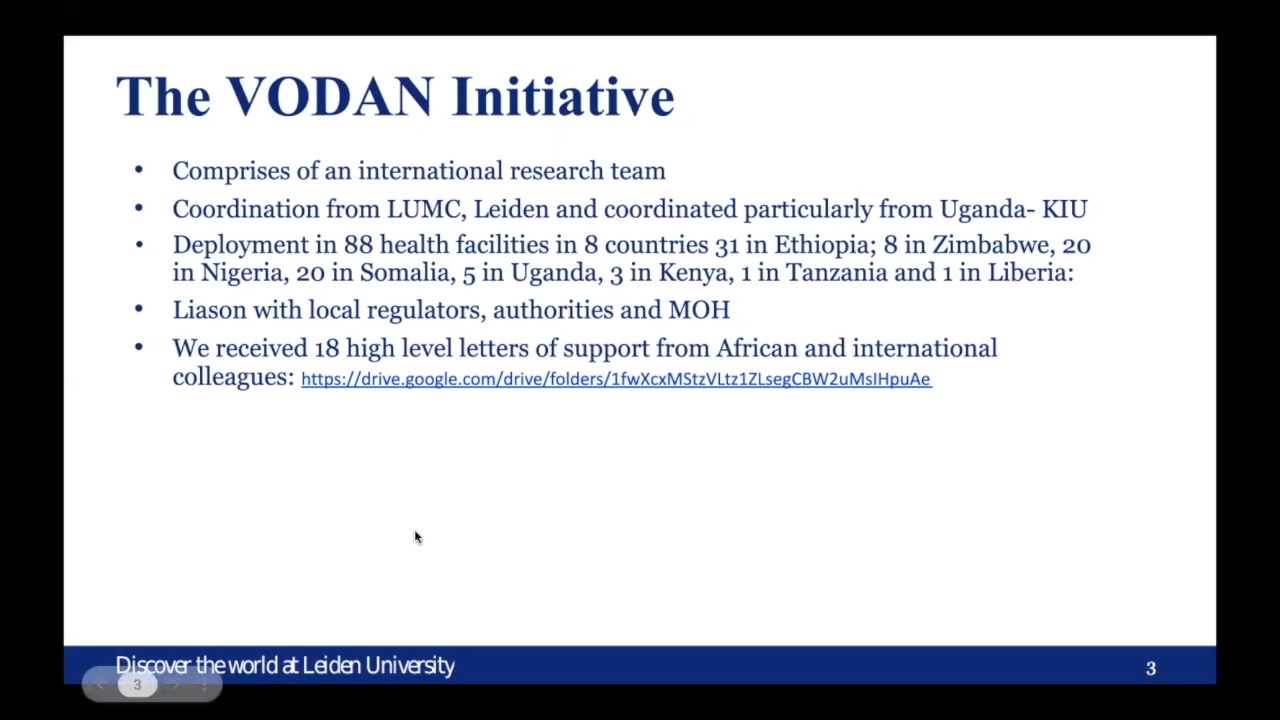 The VODAN Initiative
• Comprises of an international research team
• Coordination from LUMC, Leiden and coordinated particularly from Uganda- KIU
• Deployment in 88 health facilities in 8 countries 31 in Ethiopia; 8 in Zimbabwe, 20
in Nigeria, 20 in Somalia, 5 in Uganda, 3 in Kenya, 1 in Tanzania and 1 in Liberia:
• Liason with local regulators, authorities and MOH
• We received 18 high level letters of support from African and international
colleagues: https://drive.google.com/drive/folders/1fwXcxMStzVLtz1ZLsegCBW2uMsIHpuAe
Discover the world at Leiden University
3
3